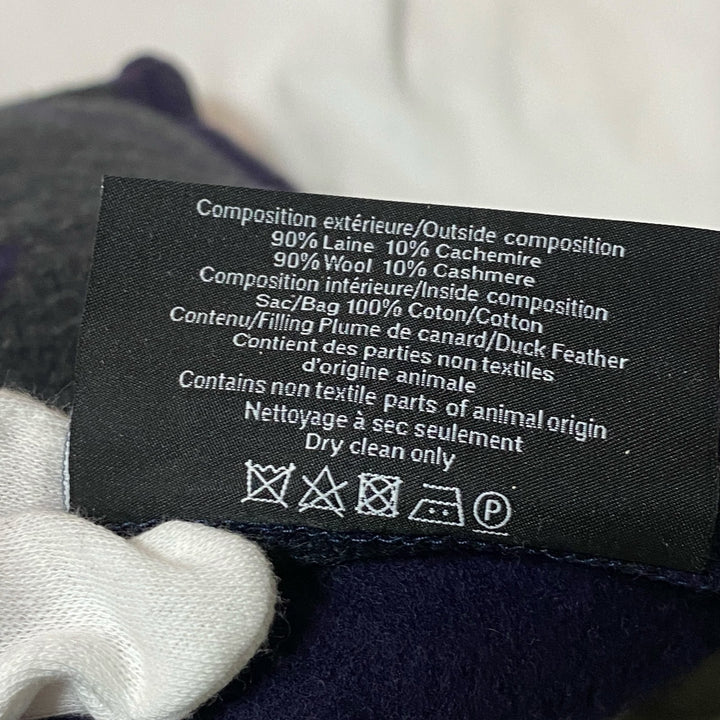 Composition extérieure/Outside composition
90% Laine 10% Cachemire
90% Wool 10% Cashmere
Composition intérieure/Inside composition
Sac/Bag 100% Coton/Cotton
Contenu/Filling Plume de canard/Duck Feather
Contient des parties non textiles
d'origine animale
Contains non textile parts of animal origin
Nettoyage à sec seulement
Dry clean only
P